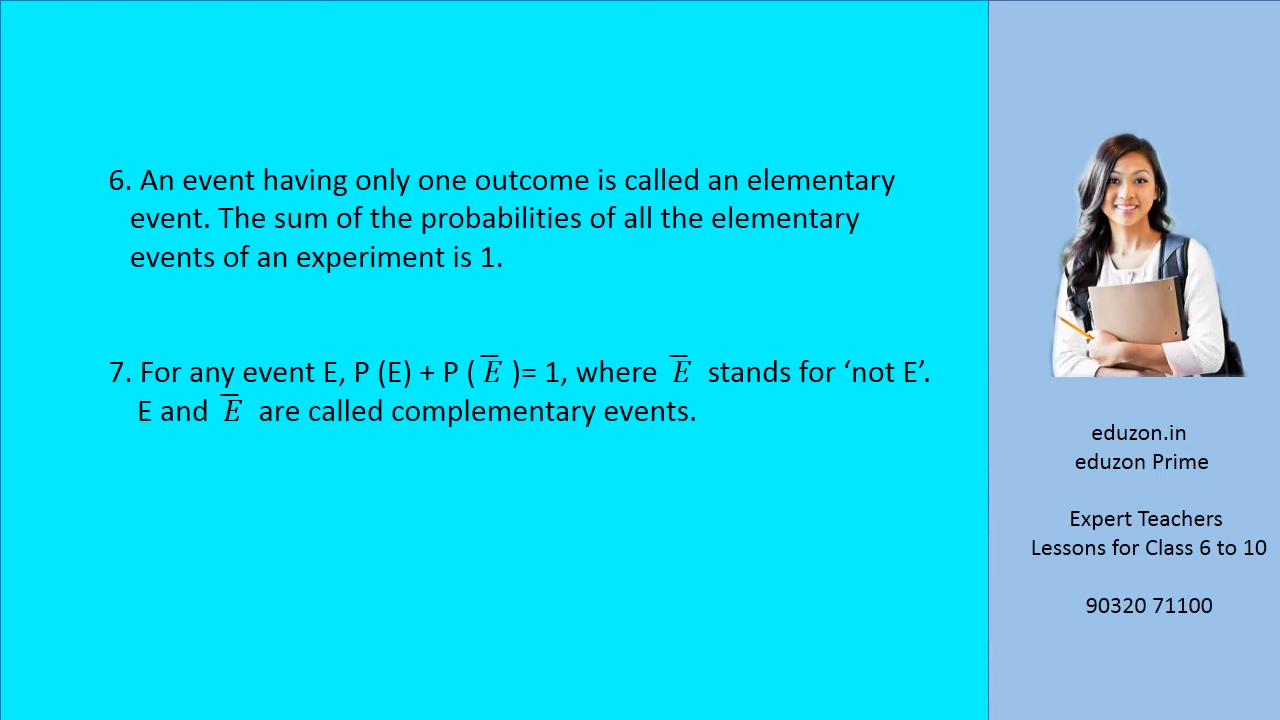 6. An event having only one outcome is called an elementary
event. The sum of the probabilities of all the elementary
events of an experiment is 1.
7. For any event E, P (E) + P ( E̅ )= 1, where E̅ stands for ‘not E’.
E and E̅ are called complementary events.
eduzon.in
eduzon Prime
Expert Teachers
Lessons for Class 6 to 10
90320 71100